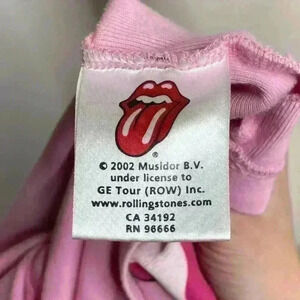 © 2002 Musidor B.V.
under license to
GE Tour (ROW) Inc.
www.rollingstones.com
CA 34192
RN 96666